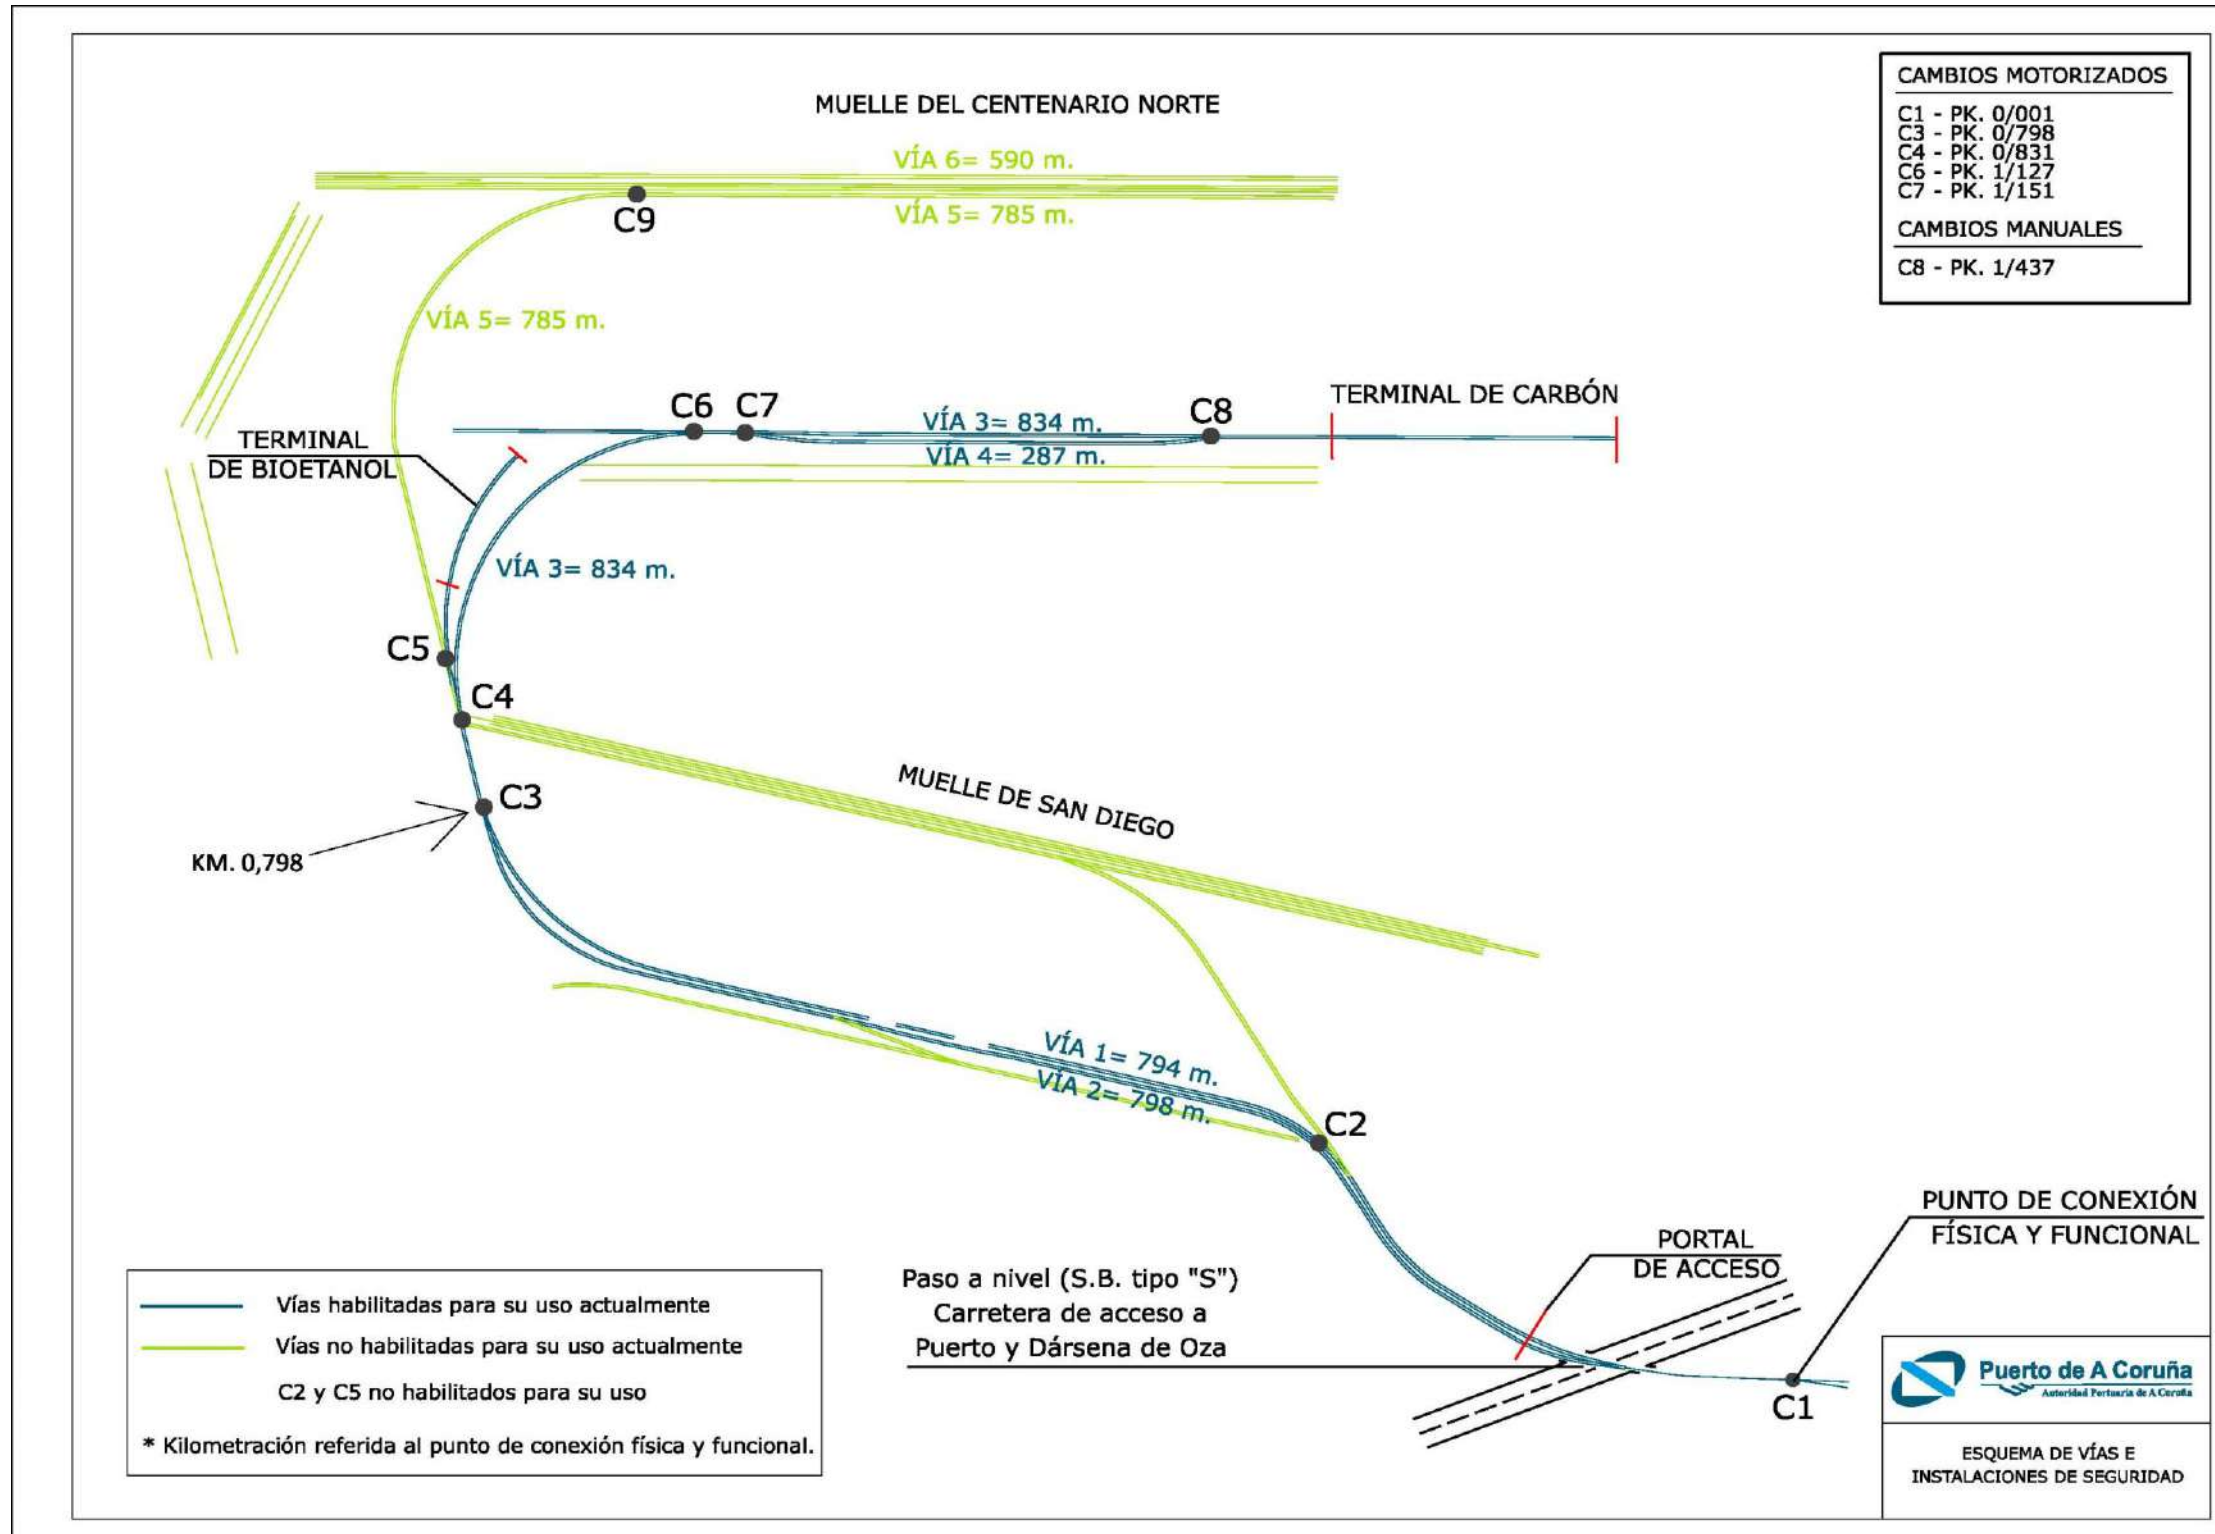 CAMBIOS MOTORIZADOS
C1 - PK. 0/001
C3 - PK. 0/798
C4 - PK. 0/831
C6 - PK. 1/127
C7 - PK. 1/151
CAMBIOS MANUALES
C8 - PK. 1/437
MUELLE DEL CENTENARIO NORTE
VÍA 6= 590 m.
C9
VÍA 5= 785 m.
VÍA 5= 785 m.
TERMINAL DE CARBÓN
C6
C7
C8
VÍA 3= 834 m.
VÍA 4= 287 m.
TERMINAL
DE BIOETANOL
VÍA 3= 834 m.
C5
C4
C3
MUELLE DE SAN DIEGO
KM. 0,798
VÍA 1= 794 m.
VÍA 2= 798 m.
C2
PUNTO DE CONEXIÓN
FÍSICA Y FUNCIONAL
PORTAL
DE ACCESO
C1
Paso a nivel (S.B. tipo "S")
Carretera de acceso a
Puerto y Dársena de Oza
Vías habilitadas para su uso actualmente
Vías no habilitadas para su uso actualmente
C2 y C5 no habilitados para su uso
* Kilometración referida al punto de conexión física y funcional.
Puerto de A Coruña
Autoridad Portuaria de A Coruña
ESQUEMA DE VÍAS E
INSTALACIONES DE SEGURIDAD